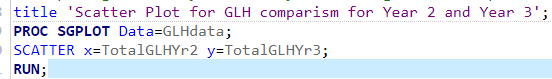 title 'Scatter Plot for GLH comparism for Year 2 and Year 3';
PROC SGPLOT Data=GLHdata;
SCATTER x=TotalGLHYr2 y=TotalGLHYr3;
RUN;